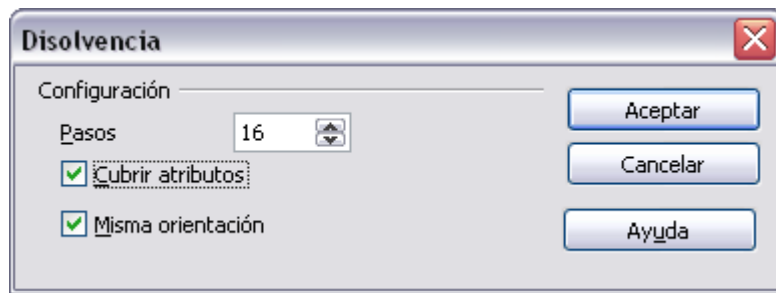 Disolvencia
Configuración
Pasos 16
Cubrir atributos
Misma orientación
Aceptar
Cancelar
Ayuda